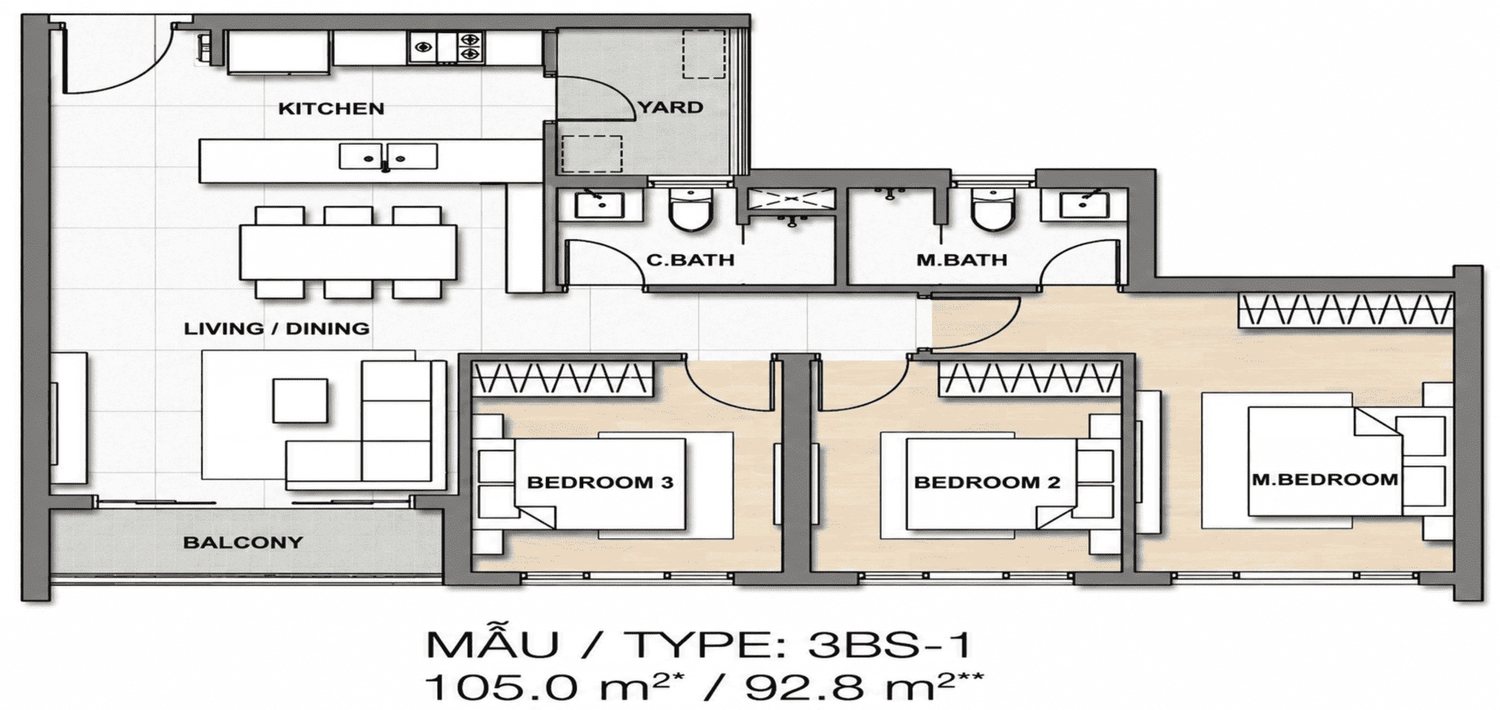 KITCHEN
YARD
C.BATH
M.BATH
LIVING / DINING
BEDROOM 3
BEDROOM 2
M.BEDROOM
BALCONY
MẪU / TYPE: 3BS-1
105.0 m²* / 92.8 m²**